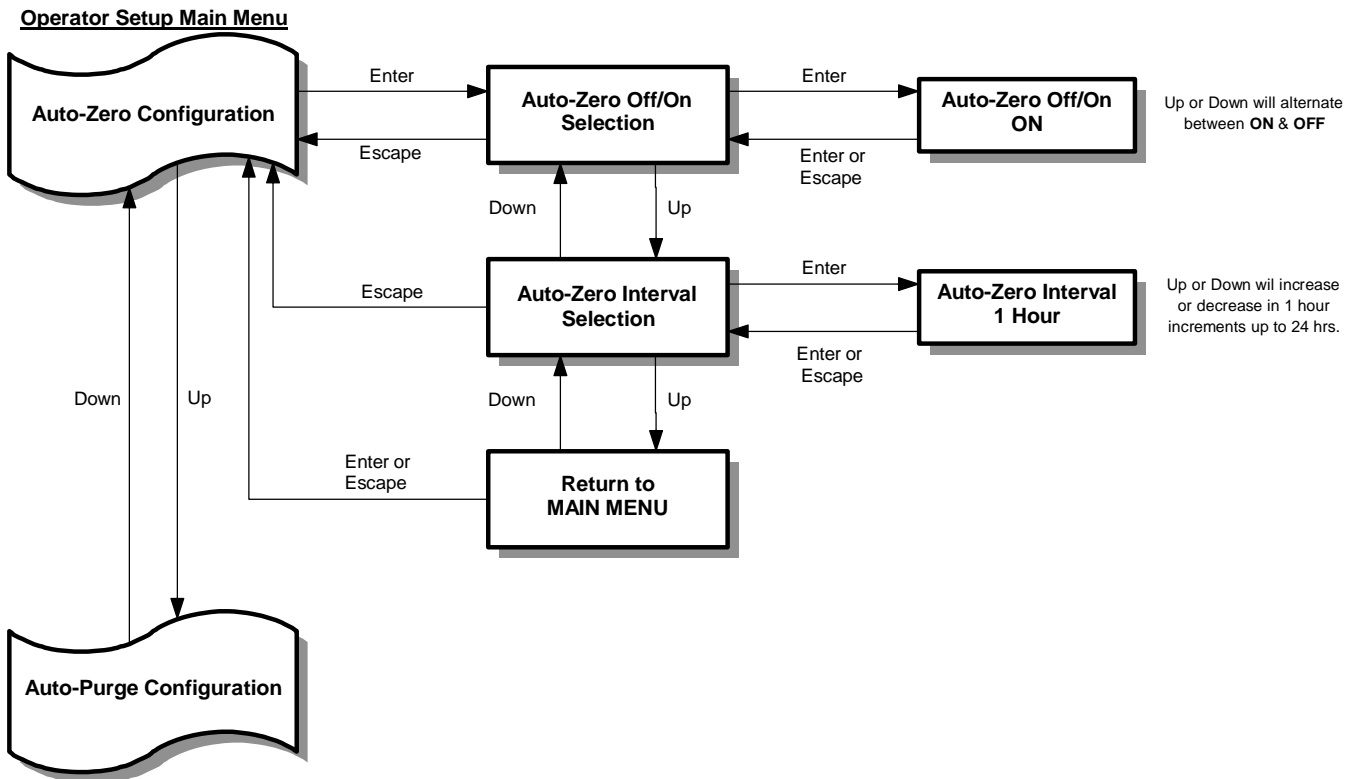 Operator Setup Main Menu
Auto-Zero Configuration
Enter
Escape
Auto-Zero Off/On
Selection
Enter
Enter or
Escape
Auto-Zero Off/On
ON
Up or Down will alternate
between ON & OFF
Down
Up
Escape
Auto-Zero Interval
Selection
Enter
Enter or
Escape
Auto-Zero Interval
1 Hour
Up or Down wil increase
or decrease in 1 hour
increments up to 24 hrs.
Down
Up
Down
Up
Enter or
Escape
Return to
MAIN MENU
Auto-Purge Configuration